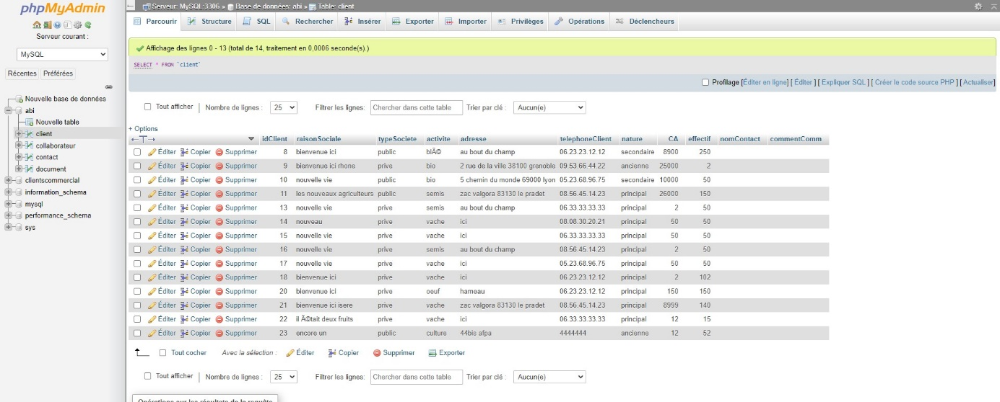 phpMyAdmin
Serveur courant :
MySQL
Récentes Préférées
Nouvelle base de données
abi
Nouvelle table
client
collaborateur
contact
document
clientscommercial
information_schema
mysql
performance_schema
sys
Serveur: MySQL:3306 » Base de données: abi » Table: client
Parcourir Structure SQL Rechercher Insérer Exporter Importer Privilèges Opérations Déclencheurs
Affichage des lignes 0 - 13 (total de 14, traitement en 0,0006 seconde(s).)
SELECT * FROM `client`
Profilage [Éditer en ligne] [ Éditer ] [ Expliquer SQL ] [ Créer le code source PHP ] [ Actualiser]
Tout afficher | Nombre de lignes : 25 Filtrer les lignes: Chercher dans cette table Trier par clé : Aucun(e)
+ Options
←T→ idClient raisonSociale typeSociete activite adresse telephoneClient nature CA effectif nomContact commentComm
Éditer Copier Supprimer 8 bienvenue ici public blÃ© au bout du champ 06.23.23.12.12 secondaire 8900 250
Éditer Copier Supprimer 9 bienvenue ici rhone prive bio 2 rue de la ville 38100 grenoble 09.53.66.44.22 ancienne 25000 2
Éditer Copier Supprimer 10 nouvelle vie public bio 5 chemin du monde 69000 lyon 05.23.68.96.75 secondaire 10000 50
Éditer Copier Supprimer 11 les nouveaux agriculteurs public semis zac valgora 83130 le pradet 08.56.45.14.23 principal 26000 150
Éditer Copier Supprimer 13 nouvelle vie prive semis au bout du champ 06.33.33.33.33 principal 2 50
Éditer Copier Supprimer 14 nouveau prive vache ici 08.08.30.20.21 principal 50 50
Éditer Copier Supprimer 15 nouvelle vie prive vache ici 06.33.33.33.33 principal 50 50
Éditer Copier Supprimer 16 nouvelle vie prive semis au bout du champ 08.56.45.14.23 principal 2 50
Éditer Copier Supprimer 17 nouvelle vie prive vache ici 05.23.68.96.75 principal 50 50
Éditer Copier Supprimer 18 bienvenue ici prive vache ici 06.23.23.12.12 principal 2 102
Éditer Copier Supprimer 20 bienvenue ici prive oeuf hameau 06.23.23.12.12 principal 150 150
Éditer Copier Supprimer 21 bienvenue ici isere prive vache zac valgora 83130 le pradet 08.56.45.14.23 principal 8999 140
Éditer Copier Supprimer 22 il Ã©tait deux fruits prive vache ici 06.33.33.33.33 principal 12 15
Éditer Copier Supprimer 23 encore un public culture 44bis afpa 4444444 ancienne 12 52
Tout cocher Avec la sélection : Éditer Copier Supprimer Exporter
Tout afficher | Nombre de lignes : 25 Filtrer les lignes: Chercher dans cette table Trier par clé : Aucun(e)
Opérations sur les résultats de la requête